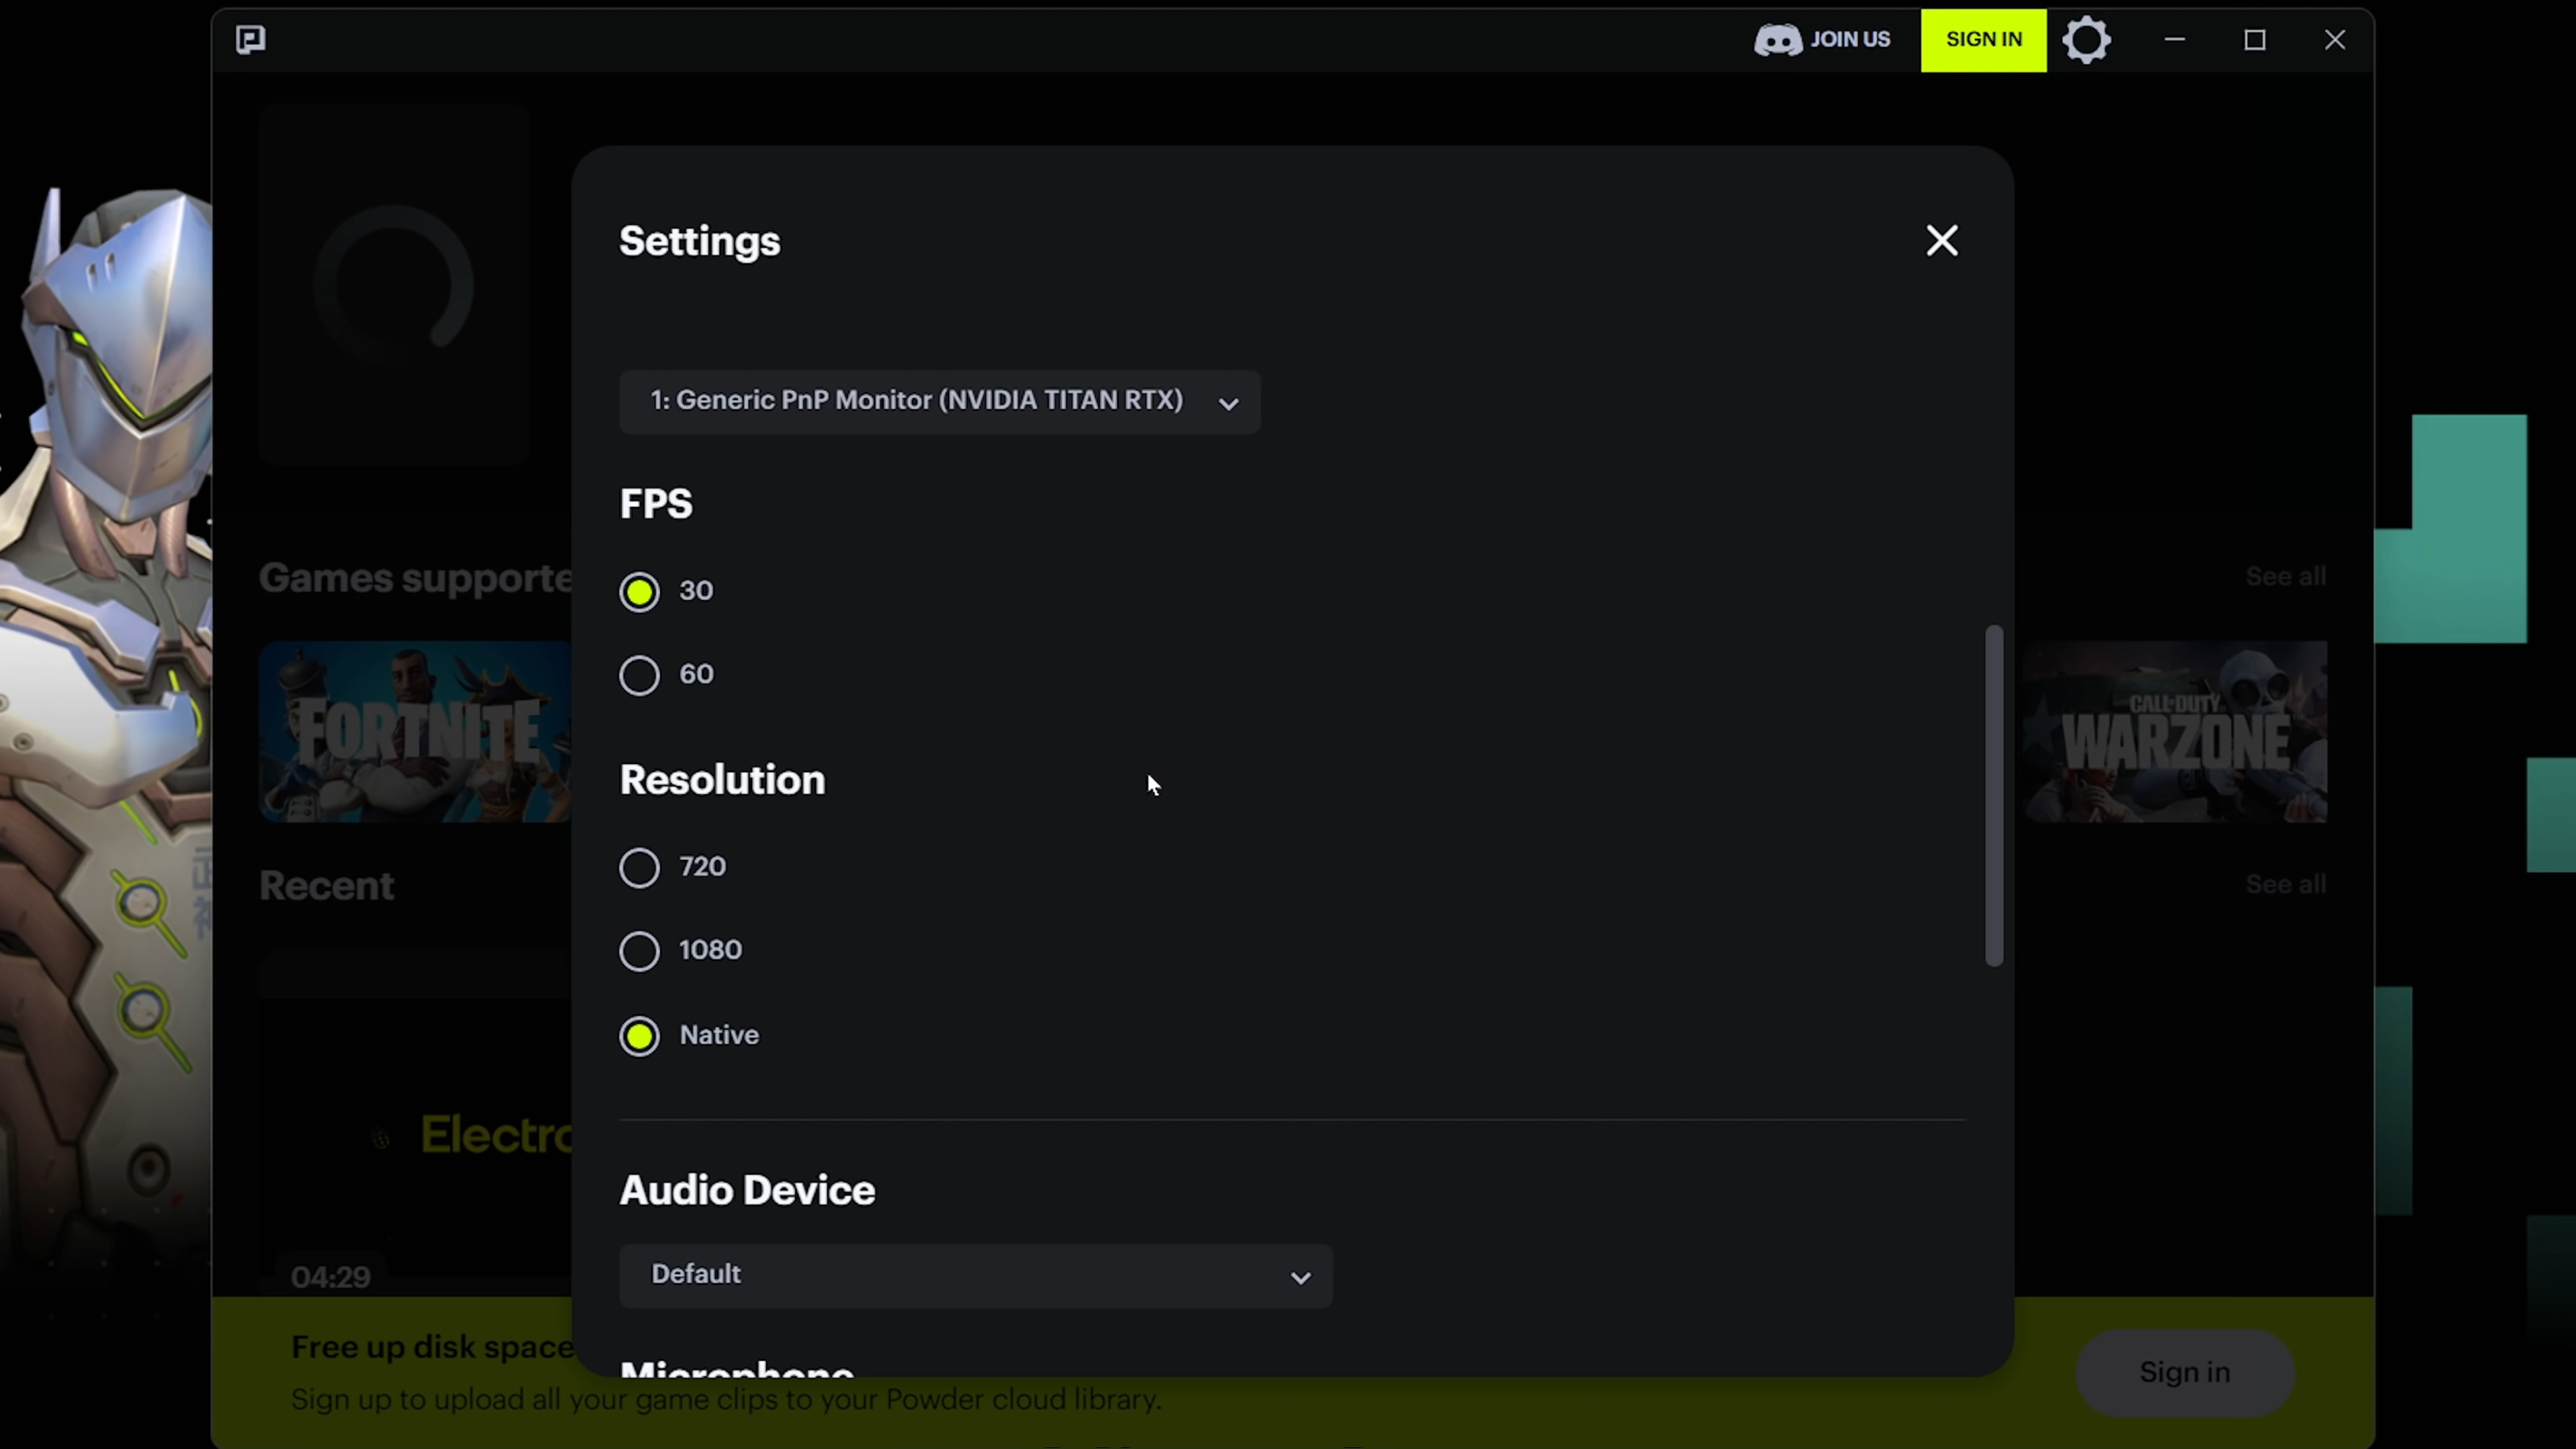 JOIN US
SIGN IN
Settings
1: Generic PnP Monitor (NVIDIA TITAN RTX)
FPS
30
60
Resolution
720
1080
Native
Audio Device
Default
Microphone
Games supporte
See all
FORTNITE
CALL OF DUTY
WARZONE
Recent
See all
Electro
04:29
Free up disk space
Sign up to upload all your game clips to your Powder cloud library.
Sign in